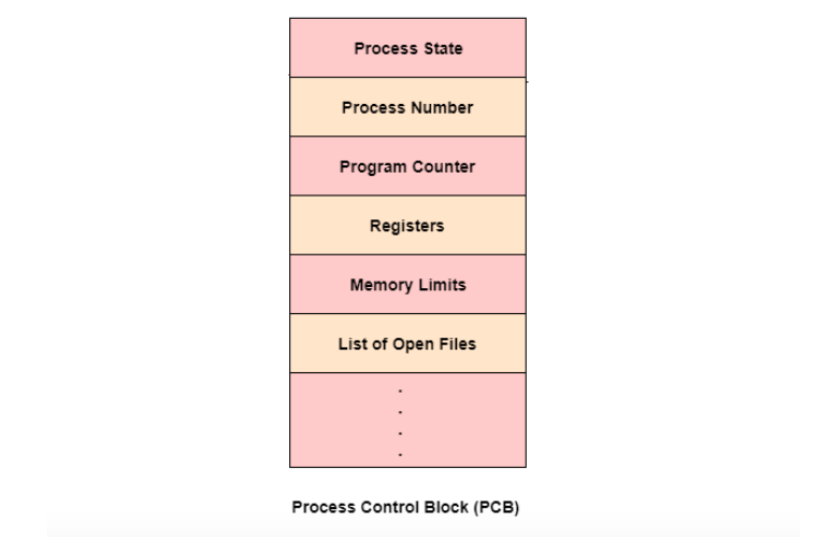 Process State
Process Number
Program Counter
Registers
Memory Limits
List of Open Files
.
.
.
.
Process Control Block (PCB)